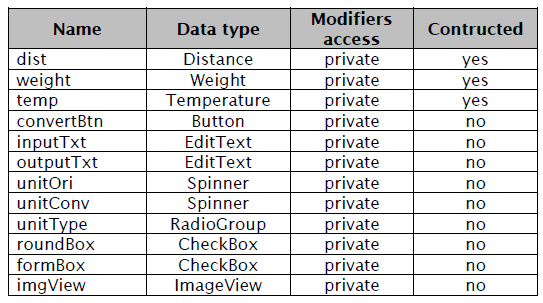 Name Data type Modifiers access Contructed
dist Distance private yes
weight Weight private yes
temp Temperature private yes
convertBtn Button private no
inputTxt EditText private no
outputTxt EditText private no
unitOri Spinner private no
unitConv Spinner private no
unitType RadioGroup private no
roundBox CheckBox private no
formBox CheckBox private no
imgView ImageView private no